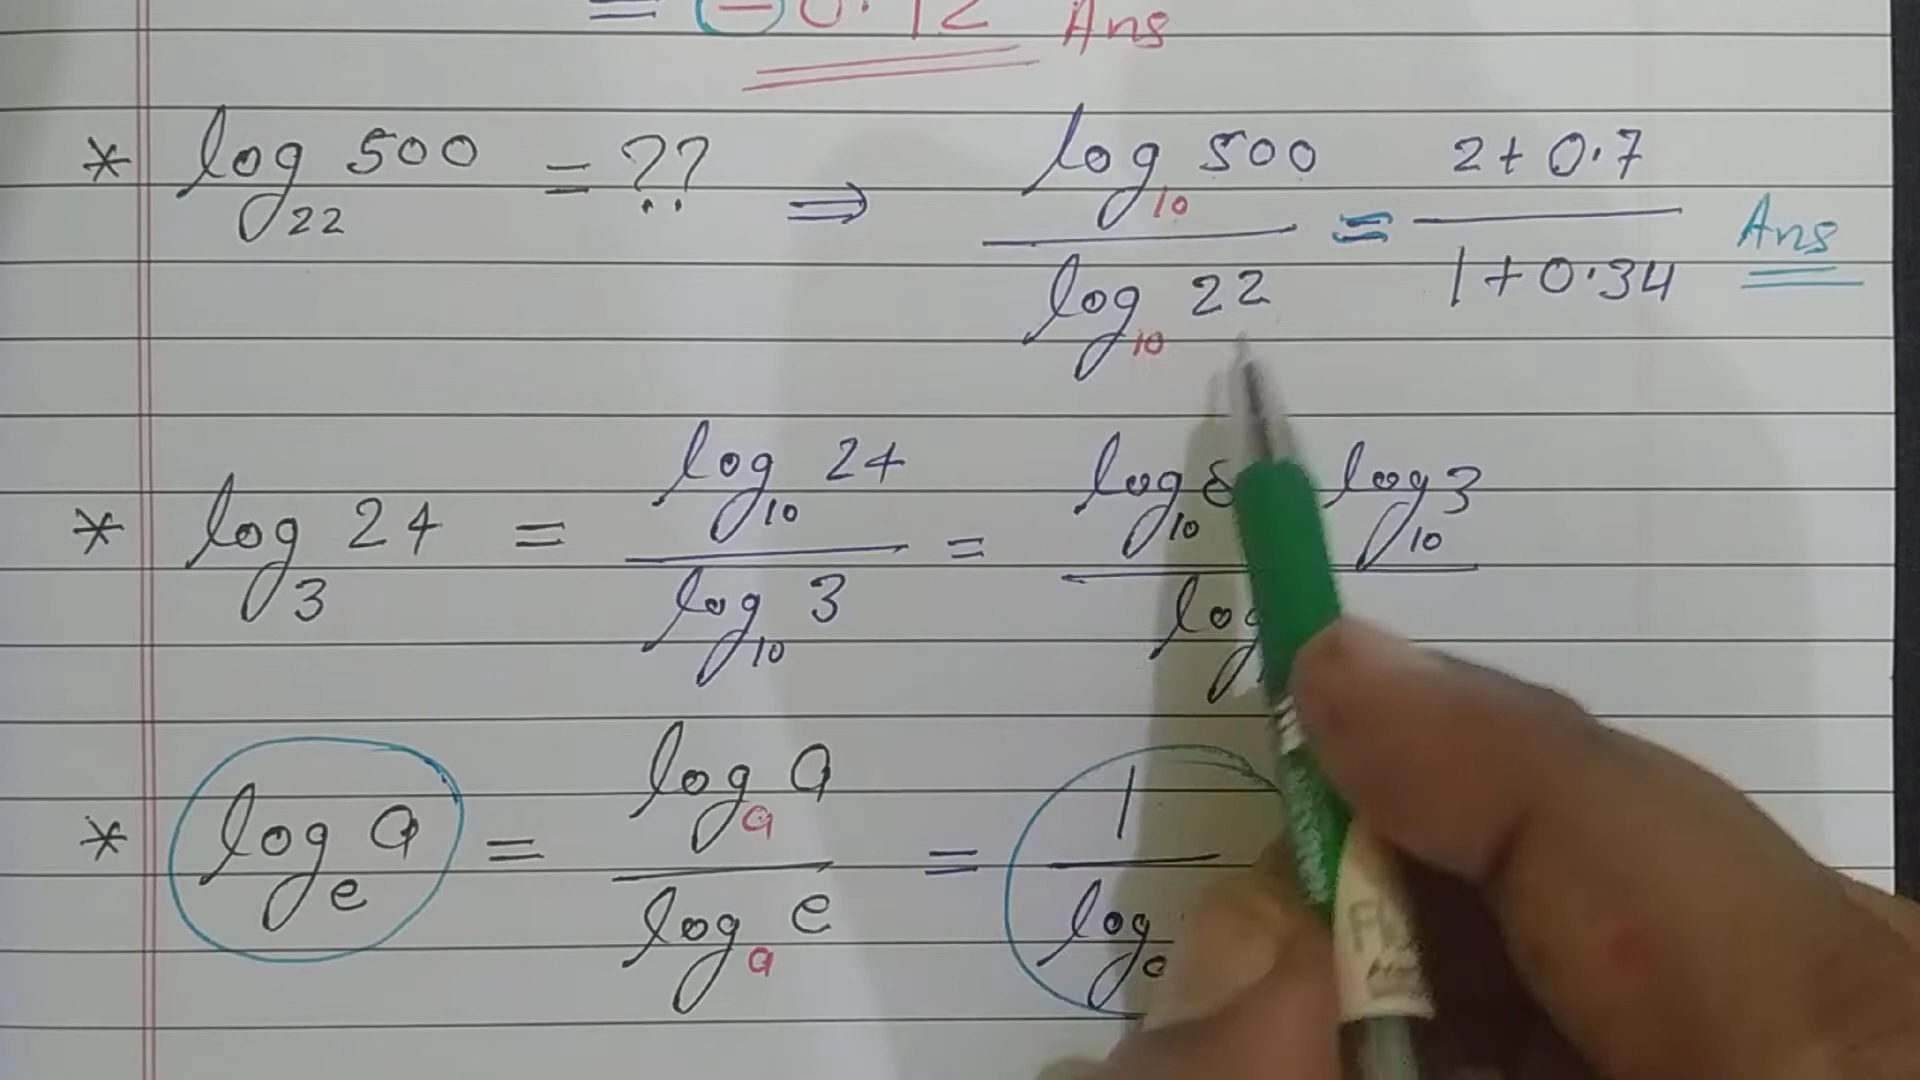 = -0.12 Ans
* log₂₂ 500 = ?? ⇒ log₁₀ 500 / log₁₀ 22 = 2+0.7 / 1+0.34 Ans
* log₃ 24 = log₁₀ 24 / log₁₀ 3 = log₁₀ 8 log₁₀ 3 / log
* logₑ a = logₐ a / logₐ e = 1 / log